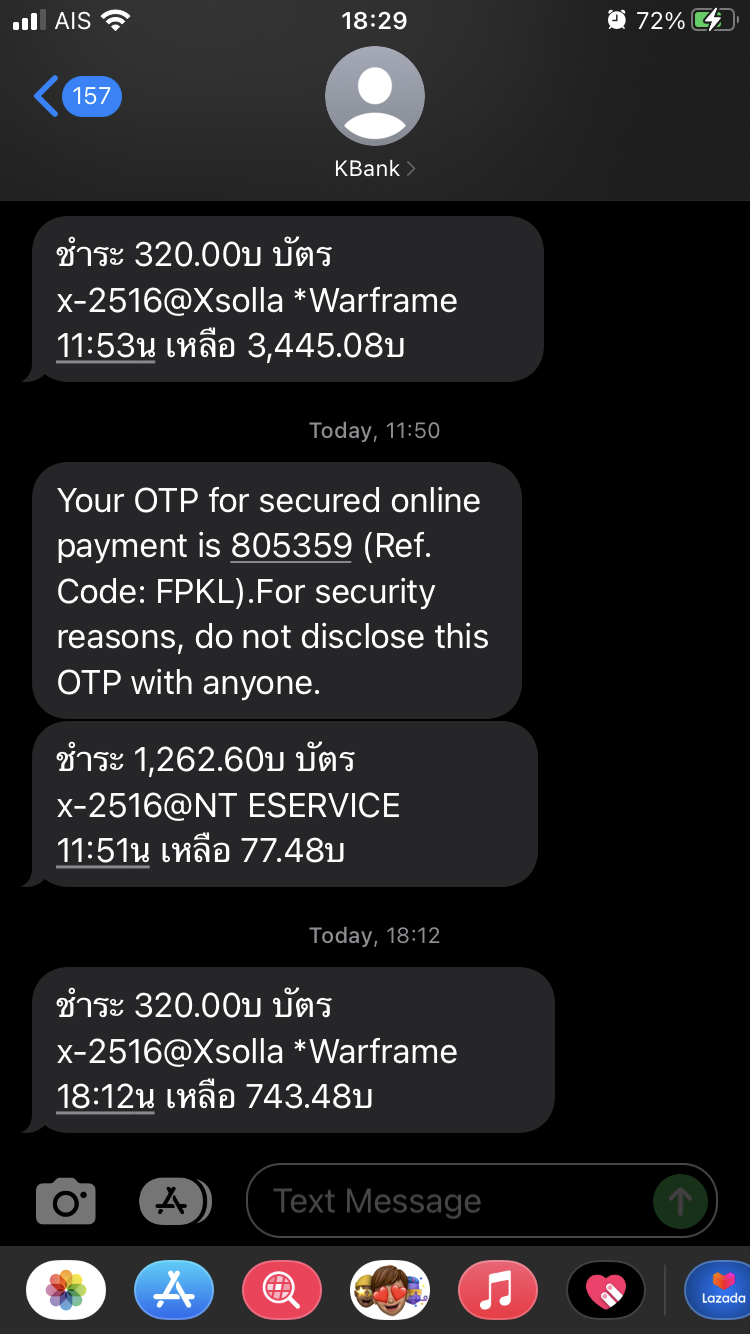 AIS
18:29
72%
157
KBank
ชำระ 320.00บ บัตร
x-2516@Xsolla *Warframe
11:53น เหลือ 3,445.08บ
Today, 11:50
Your OTP for secured online
payment is 805359 (Ref.
Code: FPKL).For security
reasons, do not disclose this
OTP with anyone.
ชำระ 1,262.60บ บัตร
x-2516@NT ESERVICE
11:51น เหลือ 77.48บ
Today, 18:12
ชำระ 320.00บ บัตร
x-2516@Xsolla *Warframe
18:12น เหลือ 743.48บ
Text Message
Lazada